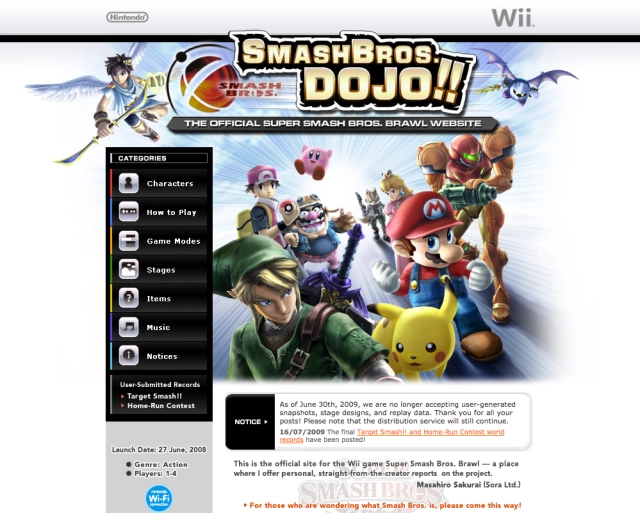 Nintendo
Wii
SMASHBROS.
DOJO!!
SMASH
BROS.
THE OFFICIAL SUPER SMASH BROS. BRAWL WEBSITE
CATEGORIES
Characters
How to Play
Game Modes
Stages
Items
Music
Notices
User-Submitted Records
Target Smash!!
Home-Run Contest
Launch Date: 27 June, 2008
Genre: Action
Players: 1-4
Nintendo
Wi-Fi
Connection
NOTICE
As of June 30th, 2009, we are no longer accepting user-generated
snapshots, stage designs, and replay data. Thank you for all your
posts! Please note that the distribution service will still continue.
16/07/2009 The final Target Smash!! and Home-Run Contest world
records have been posted!
This is the official site for the Wii game Super Smash Bros. Brawl — a place
where I offer personal, straight-from-the-creator reports on the project.
Masahiro Sakurai (Sora Ltd.)
SMASH BROS
For those who are wondering what Smash Bros. is, please come this way!